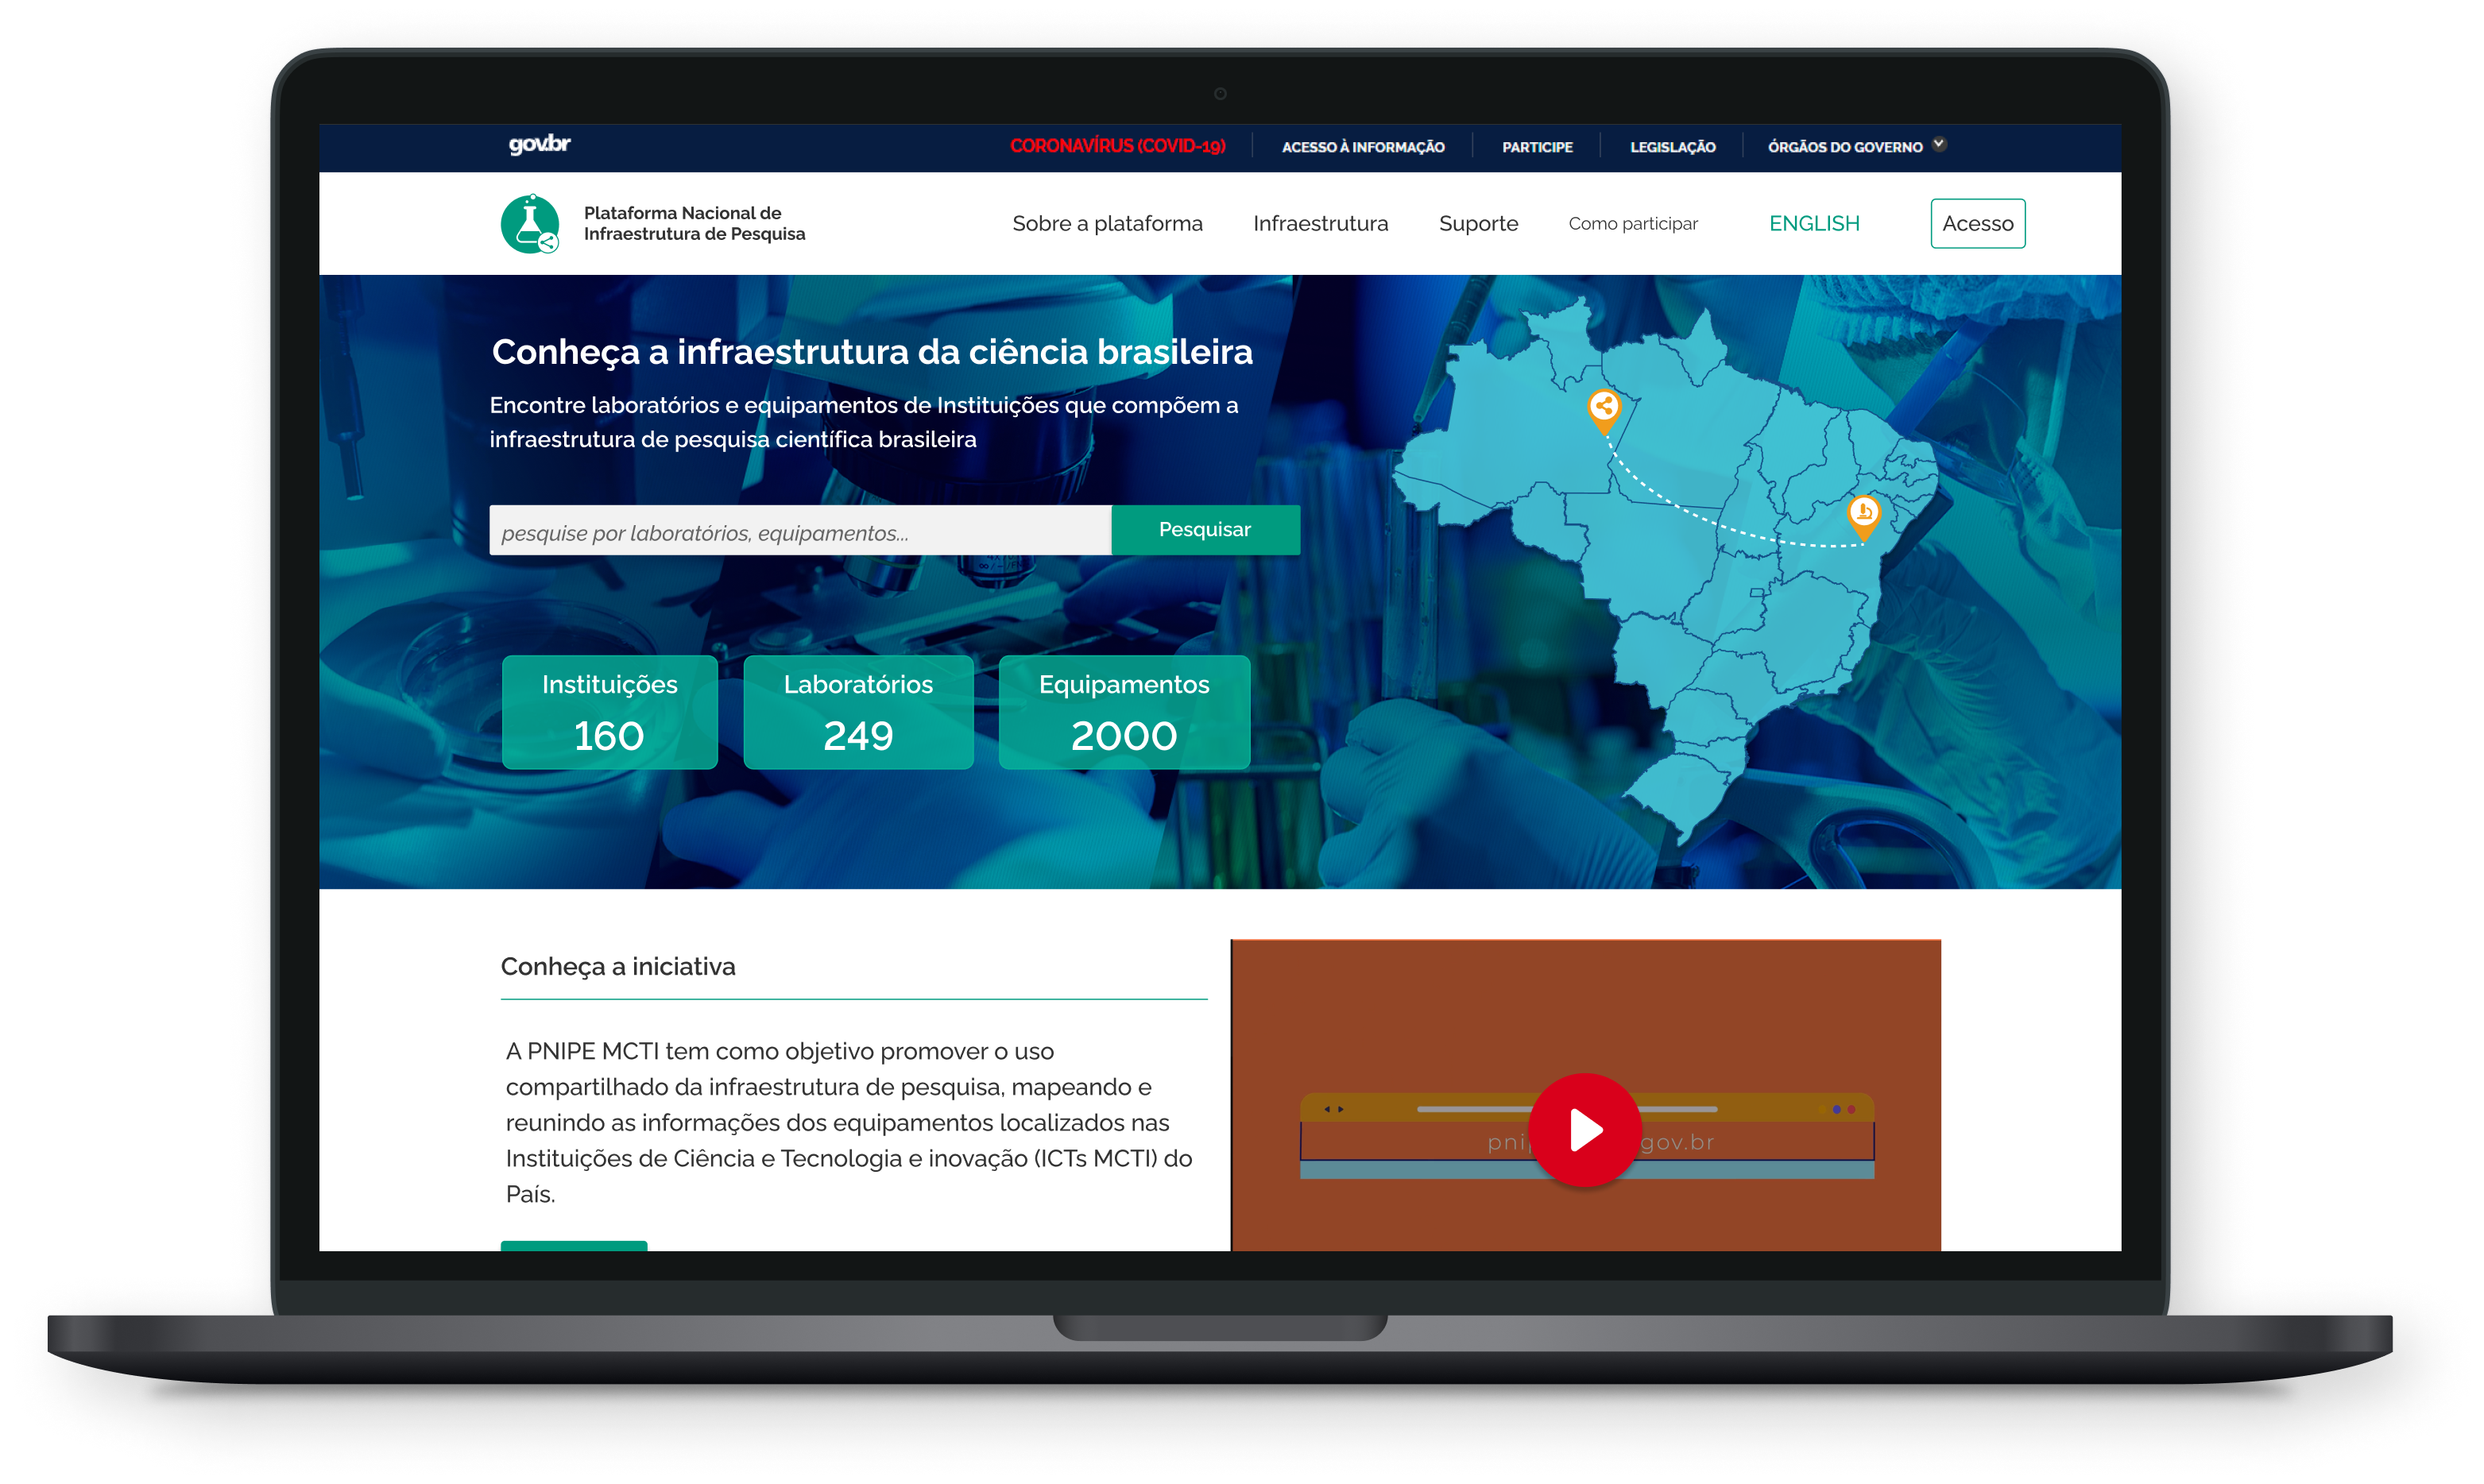 gov.br
CORONAVÍRUS (COVID-19)
ACESSO À INFORMAÇÃO
PARTICIPE
LEGISLAÇÃO
ÓRGÃOS DO GOVERNO
Plataforma Nacional de
Infraestrutura de Pesquisa
Sobre a plataforma
Infraestrutura
Suporte
Como participar
ENGLISH
Acesso
Conheça a infraestrutura da ciência brasileira
Encontre laboratórios e equipamentos de Instituições que compõem a
infraestrutura de pesquisa científica brasileira
pesquise por laboratórios, equipamentos...
Pesquisar
Instituições
160
Laboratórios
249
Equipamentos
2000
Conheça a iniciativa
A PNIPE MCTI tem como objetivo promover o uso
compartilhado da infraestrutura de pesquisa, mapeando e
reunindo as informações dos equipamentos localizados nas
Instituições de Ciência e Tecnologia e inovação (ICTs MCTI) do
País.
gov.br